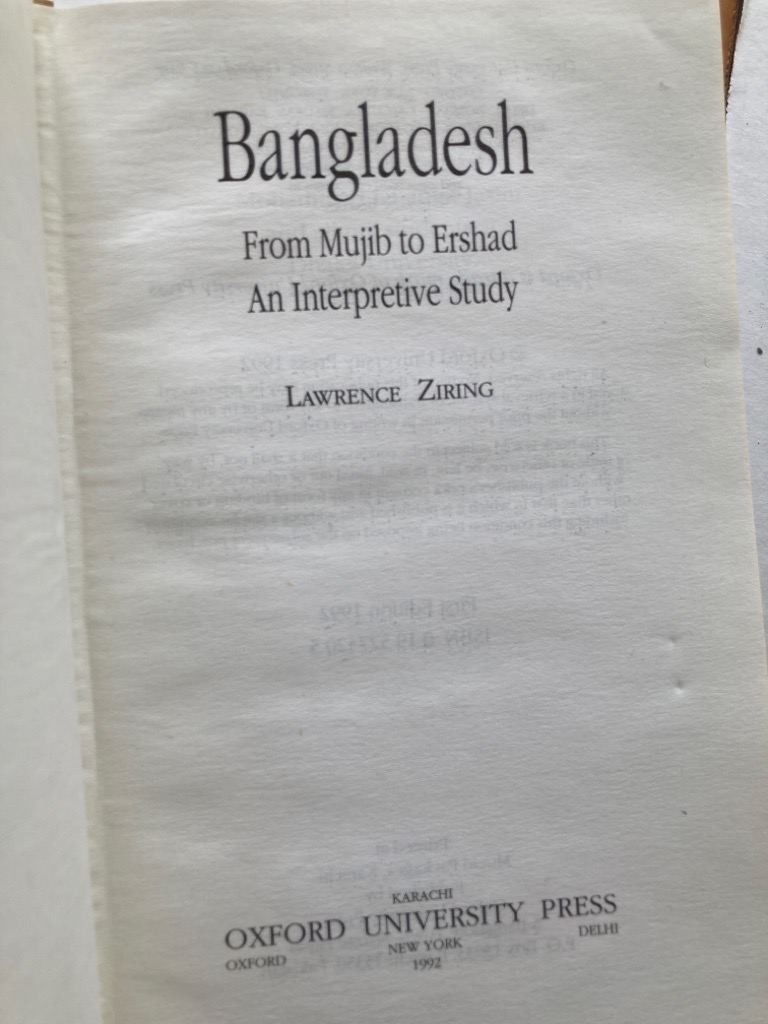 Bangladesh
From Mujib to Ershad
An Interpretive Study
LAWRENCE ZIRING
KARACHI
OXFORD UNIVERSITY PRESS
OXFORD NEW YORK DELHI
1992